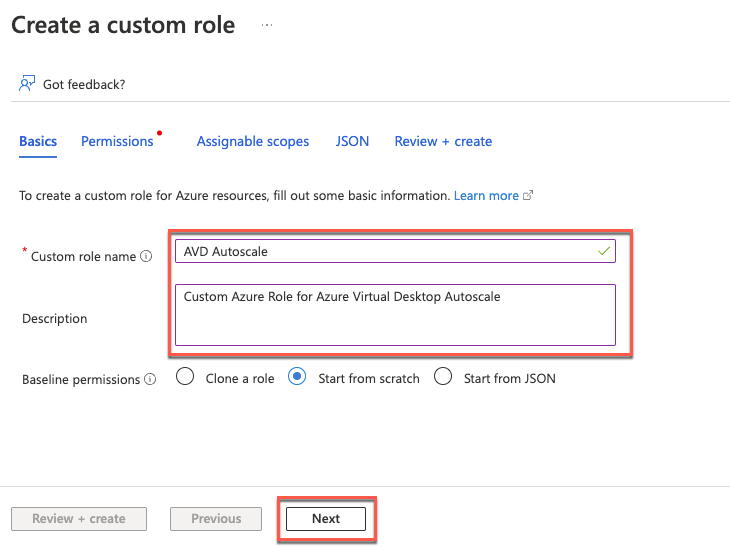 Create a custom role ...
Got feedback?
Basics Permissions Assignable scopes JSON Review + create
To create a custom role for Azure resources, fill out some basic information. Learn more
* Custom role name AVD Autoscale
Description Custom Azure Role for Azure Virtual Desktop Autoscale
Baseline permissions Clone a role Start from scratch Start from JSON
Review + create Previous Next